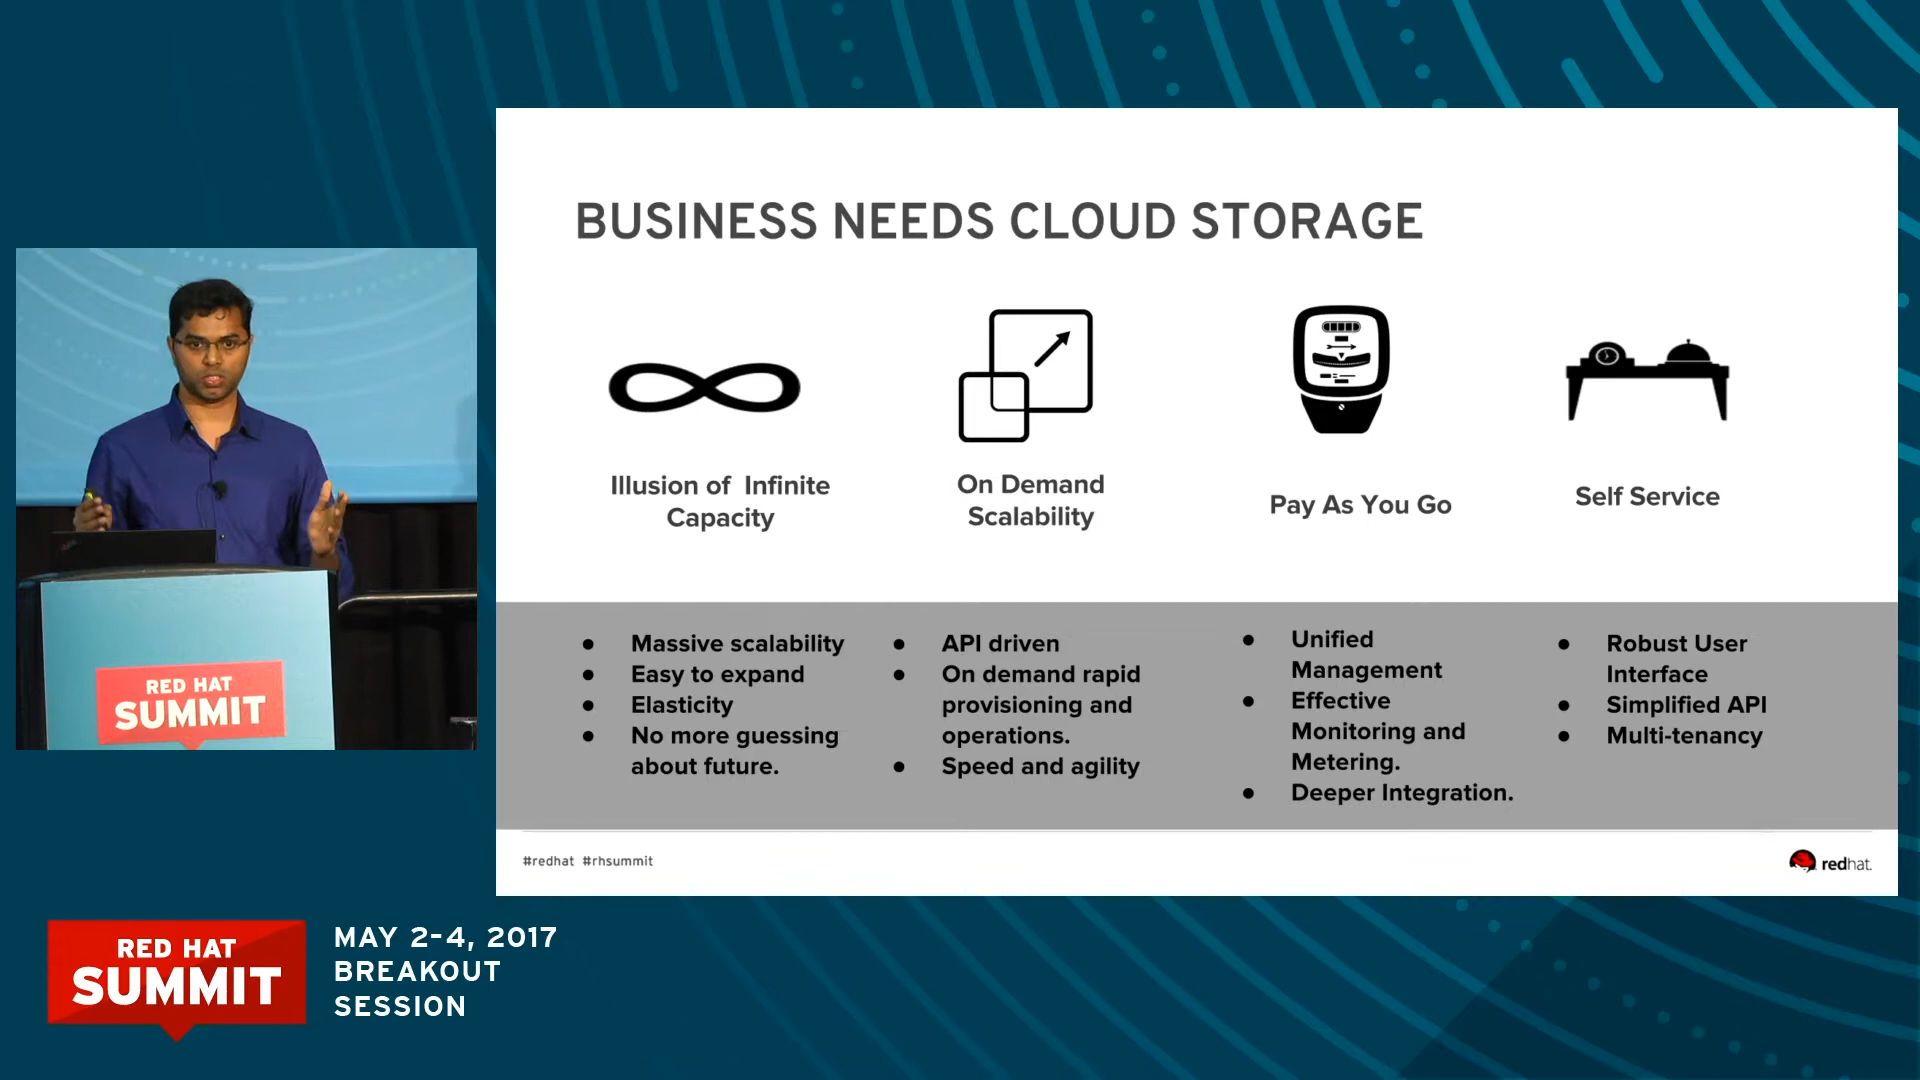 BUSINESS NEEDS CLOUD STORAGE
Illusion of Infinite
Capacity
On Demand
Scalability
Pay As You Go
Self Service
Massive scalability
Easy to expand
Elasticity
No more guessing
about future.
API driven
On demand rapid
provisioning and
operations.
Speed and agility
Unified
Management
Effective
Monitoring and
Metering.
Deeper Integration.
Robust User
Interface
Simplified API
Multi-tenancy
#redhat #rhsummit
redhat.
RED HAT
SUMMIT
RED HAT
SUMMIT
MAY 2-4, 2017
BREAKOUT
SESSION